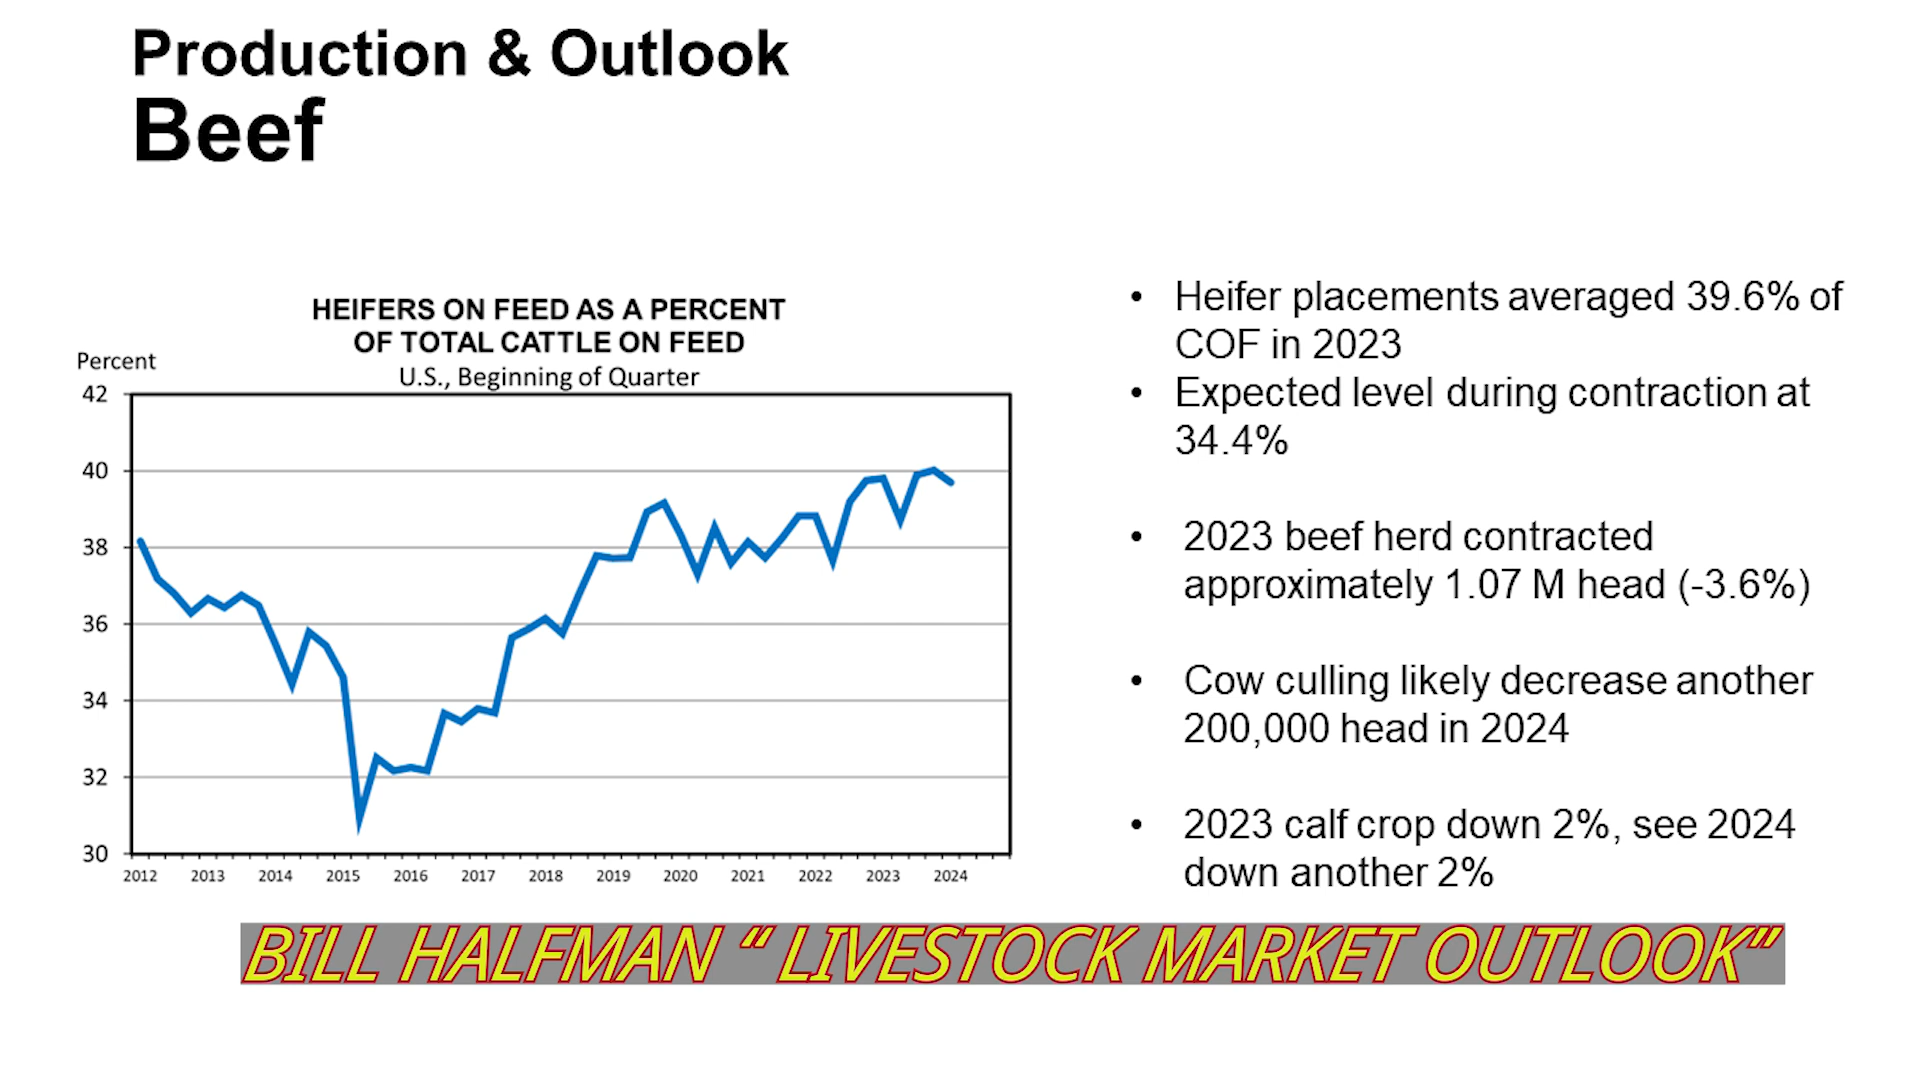 Production & Outlook
Beef
HEIFERS ON FEED AS A PERCENT
OF TOTAL CATTLE ON FEED
U.S., Beginning of Quarter
Percent
42
40
38
36
34
32
30
2012 2013 2014 2015 2016 2017 2018 2019 2020 2021 2022 2023 2024
• Heifer placements averaged 39.6% of
COF in 2023
• Expected level during contraction at
34.4%
• 2023 beef herd contracted
approximately 1.07 M head (-3.6%)
• Cow culling likely decrease another
200,000 head in 2024
• 2023 calf crop down 2%, see 2024
down another 2%
BILL HALFMAN “ LIVESTOCK MARKET OUTLOOK”